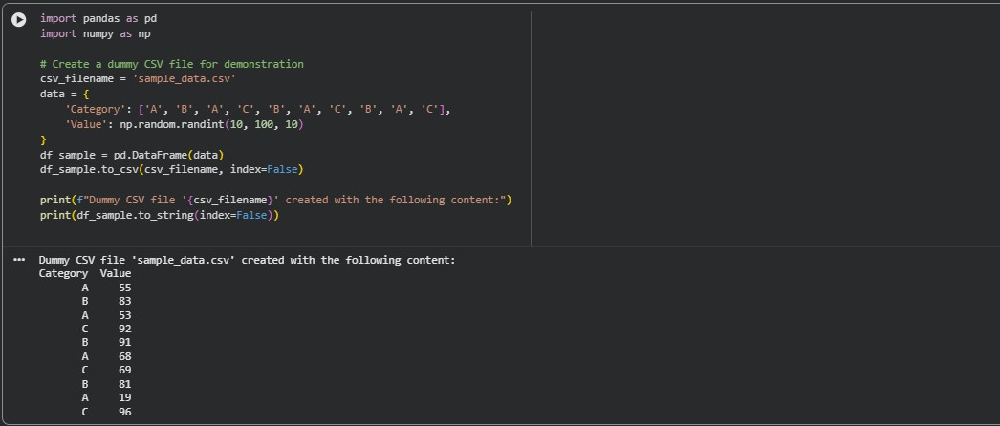 import pandas as pd
import numpy as np
# Create a dummy CSV file for demonstration
csv_filename = 'sample_data.csv'
data = {
    'Category': ['A', 'B', 'A', 'C', 'B', 'A', 'C', 'B', 'A', 'C'],
    'Value': np.random.randint(10, 100, 10)
}
df_sample = pd.DataFrame(data)
df_sample.to_csv(csv_filename, index=False)
print(f"Dummy CSV file '{csv_filename}' created with the following content:")
print(df_sample.to_string(index=False))
Dummy CSV file 'sample_data.csv' created with the following content:
Category  Value
       A     55
       B     83
       A     53
       C     92
       B     91
       A     68
       C     69
       B     81
       A     19
       C     96